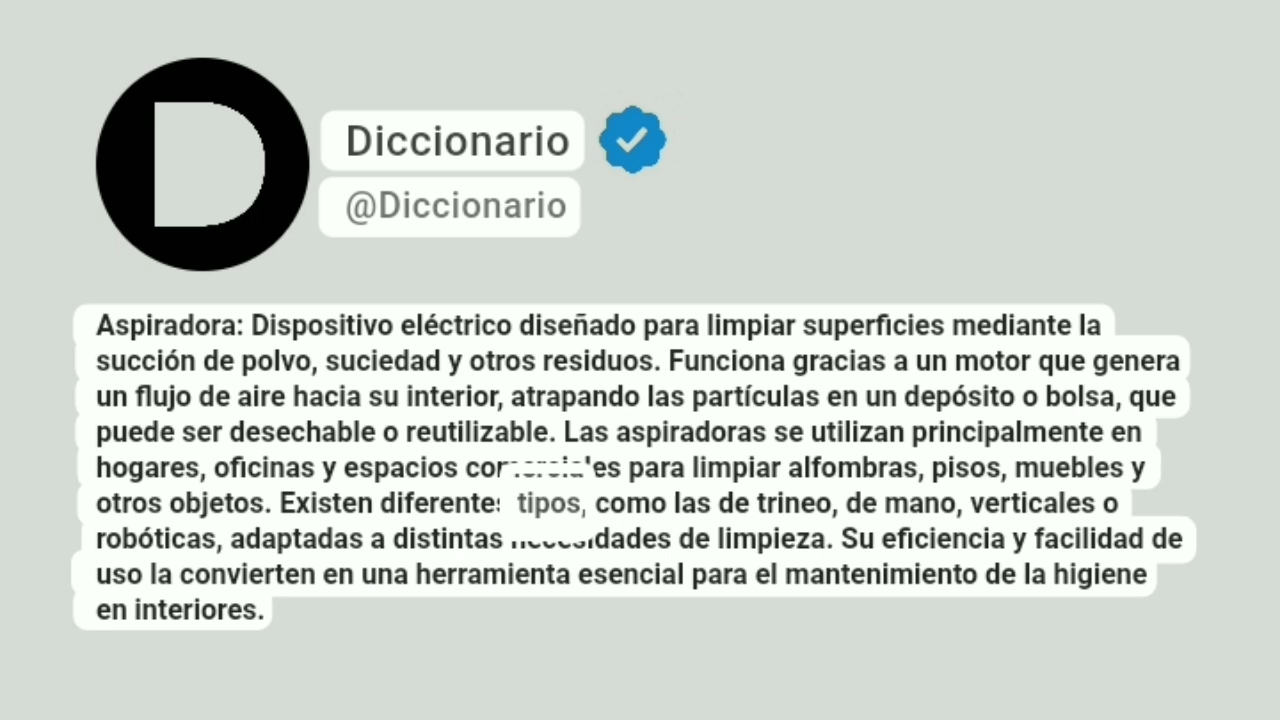 D
Diccionario
@Diccionario
Aspiradora: Dispositivo eléctrico diseñado para limpiar superficies mediante la
succión de polvo, suciedad y otros residuos. Funciona gracias a un motor que genera
un flujo de aire hacia su interior, atrapando las partículas en un depósito o bolsa, que
puede ser desechable o reutilizable. Las aspiradoras se utilizan principalmente en
hogares, oficinas y espacios comerciales para limpiar alfombras, pisos, muebles y
otros objetos. Existen diferentes tipos, como las de trineo, de mano, verticales o
robóticas, adaptadas a distintas necesidades de limpieza. Su eficiencia y facilidad de
uso la convierten en una herramienta esencial para el mantenimiento de la higiene
en interiores.